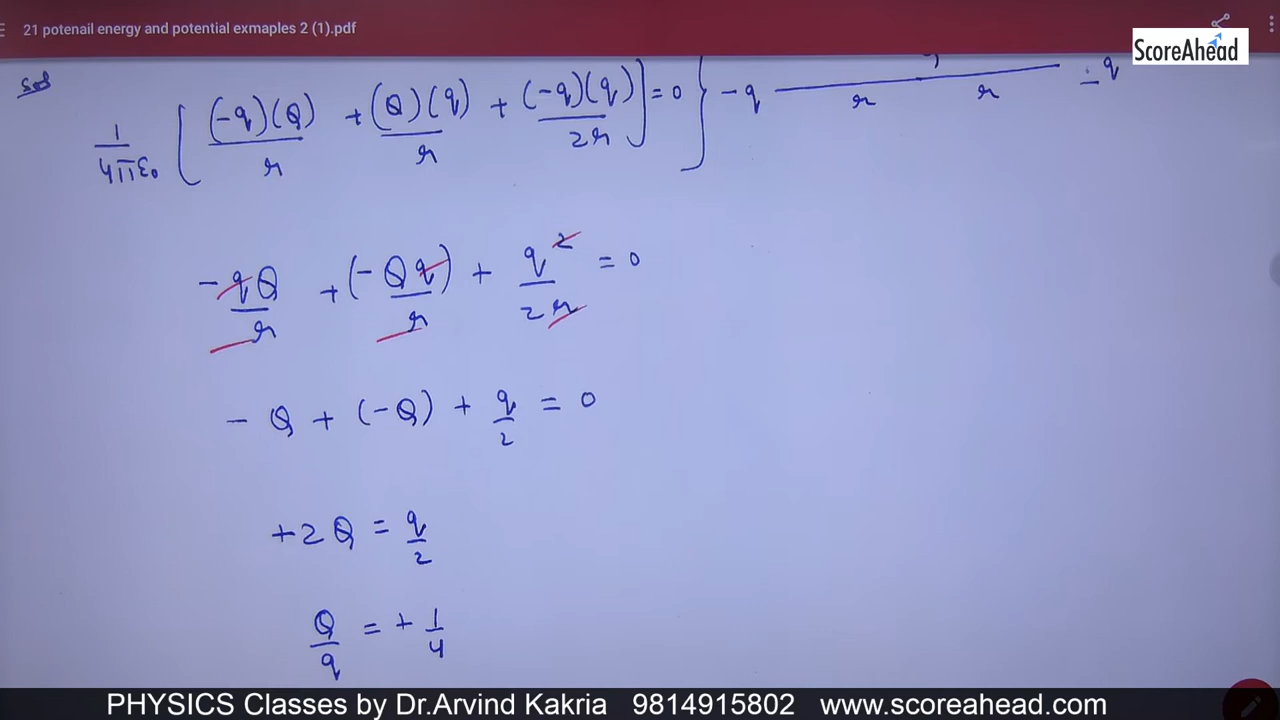 21 potenail energy and potential exmaples 2 (1).pdf
ScoreAhead
Sol
1/4πε₀ [ (-q)(Q)/r + (Q)(q)/r + (-q)(q)/2r ] = 0 } -q r r -q
-qQ/r + (-Qq)/r + q²/2r = 0
-Q + (-Q) + q/2 = 0
+2Q = q/2
Q/q = + 1/4
PHYSICS Classes by Dr.Arvind Kakria 9814915802 www.scoreahead.com